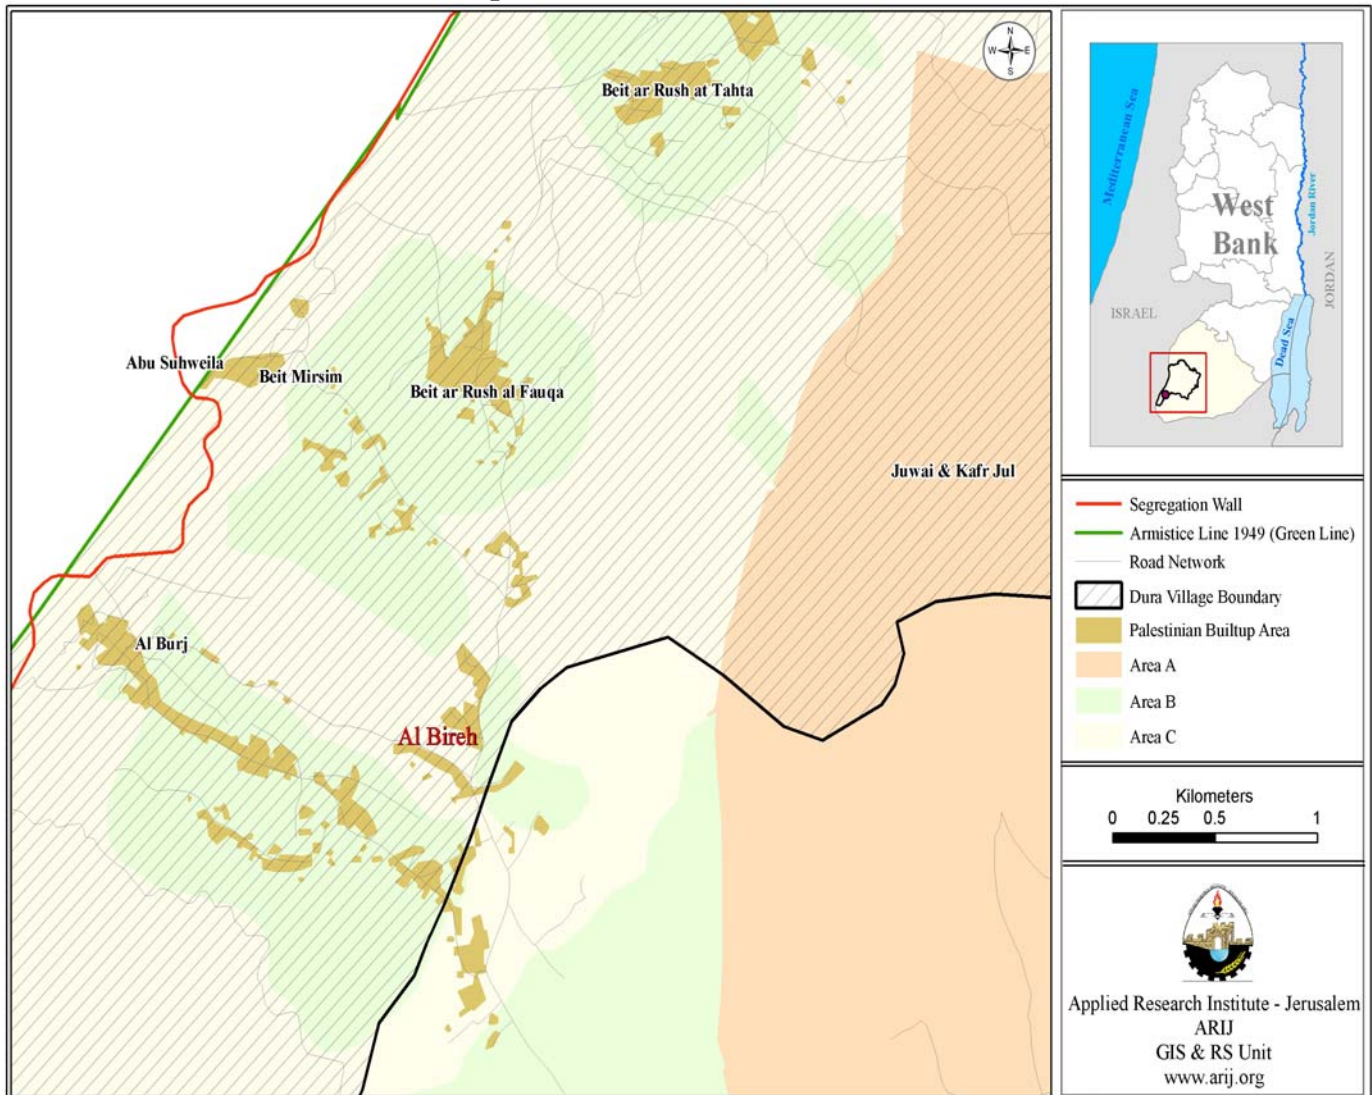 N
W E
S
Beit ar Rush at Tahta
Abu Suhweila
Beit Mirsim
Beit ar Rush al Fauqa
Juwai & Kafr Jul
Al Burj
Al Bireh
Mediterranean Sea
West
Bank
Jordan River
JORDAN
ISRAEL
Dead Sea
Segregation Wall
Armistice Line 1949 (Green Line)
Road Network
Dura Village Boundary
Palestinian Builtup Area
Area A
Area B
Area C
Kilometers
0 0.25 0.5 1
Applied Research Institute - Jerusalem
ARIJ
GIS & RS Unit
www.arij.org